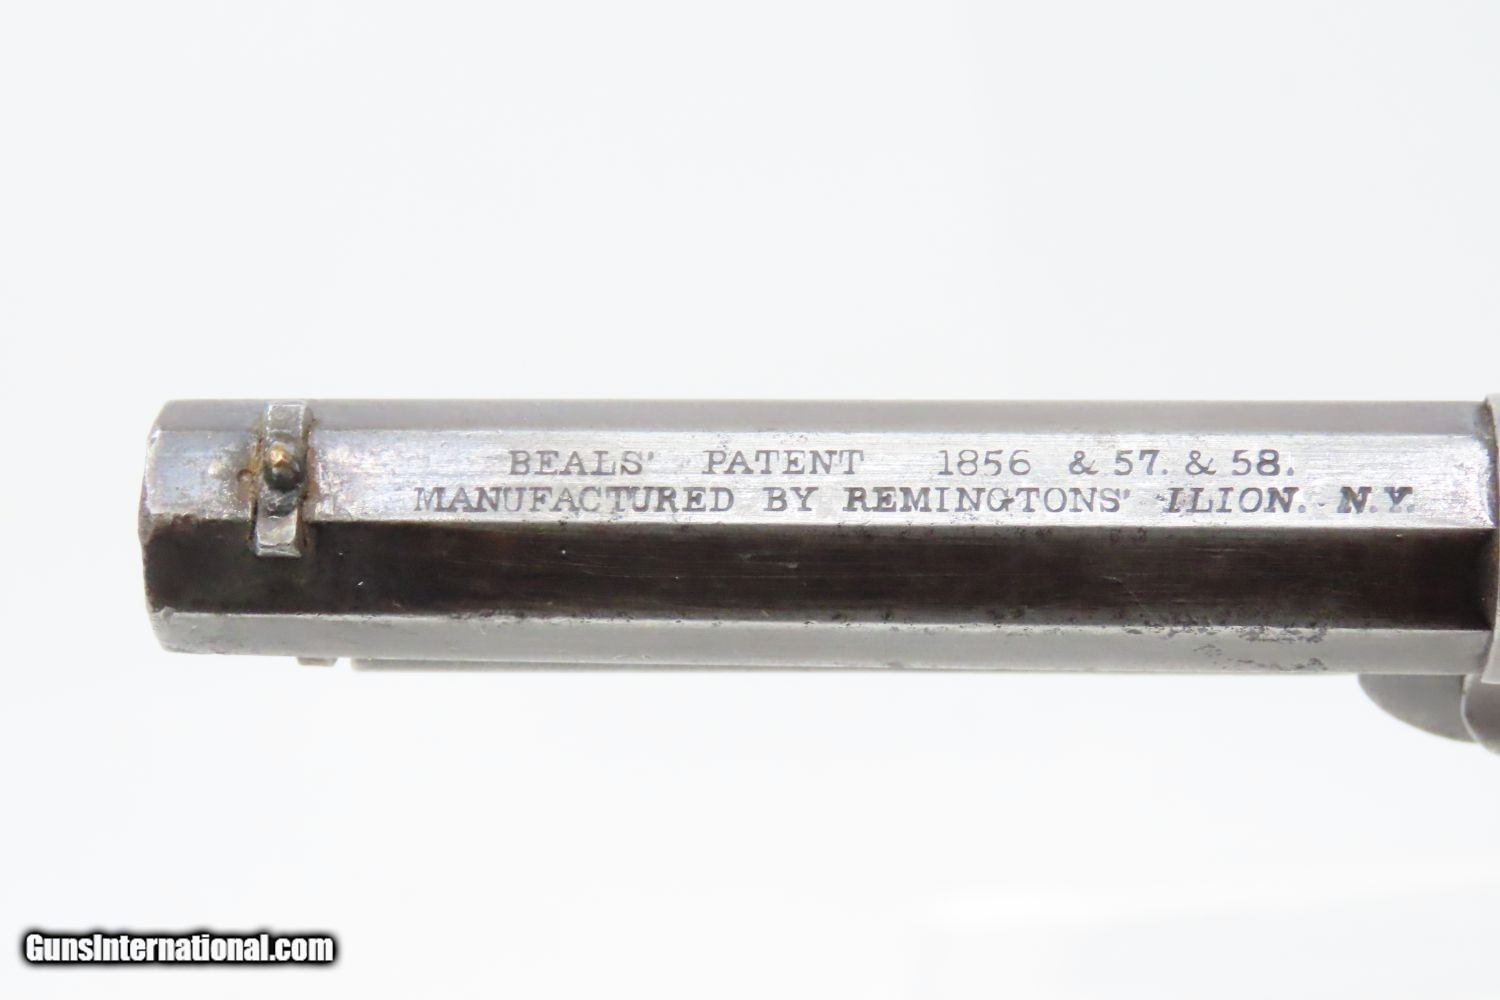 BEALS' PATENT 1856 & 57. & 58.
MANUFACTURED BY REMINGTONS' ILION. N.Y.
GunsInternational.com